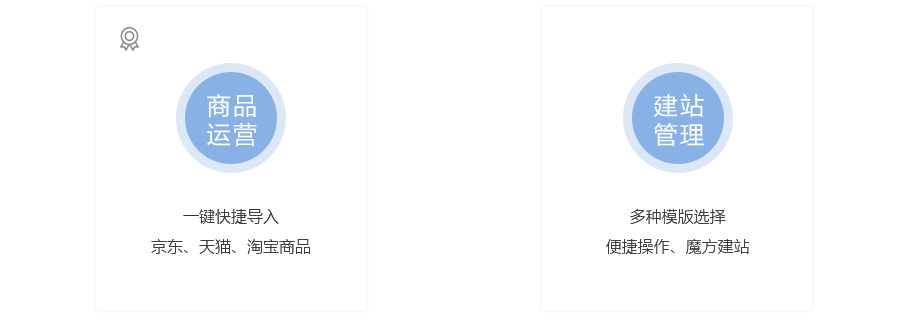 商品
运营
一键快捷导入
京东、天猫、淘宝商品
建站
管理
多种模版选择
便捷操作、魔方建站